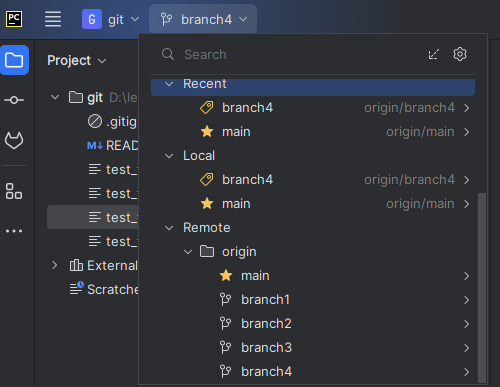 PC G git branch4
Project
Search
Recent
git D:\le
branch4 origin/branch4
.gitig
main origin/main
M↓ READ
Local
test_
branch4 origin/branch4
test_
main origin/main
test_
Remote
test_
origin
External
main
Scratche
branch1
branch2
branch3
branch4